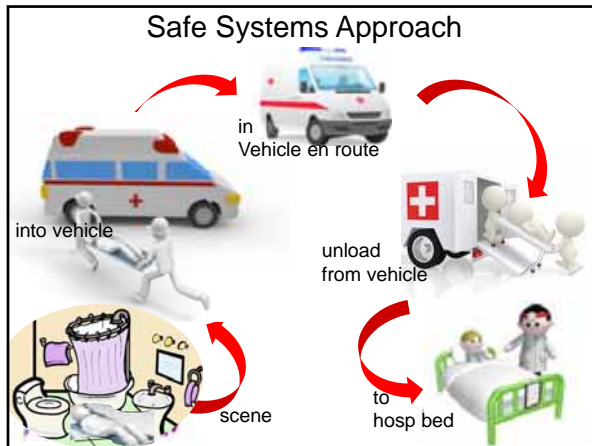 Safe Systems Approach
in
Vehicle en route
into vehicle
unload
from vehicle
scene
to
hosp bed